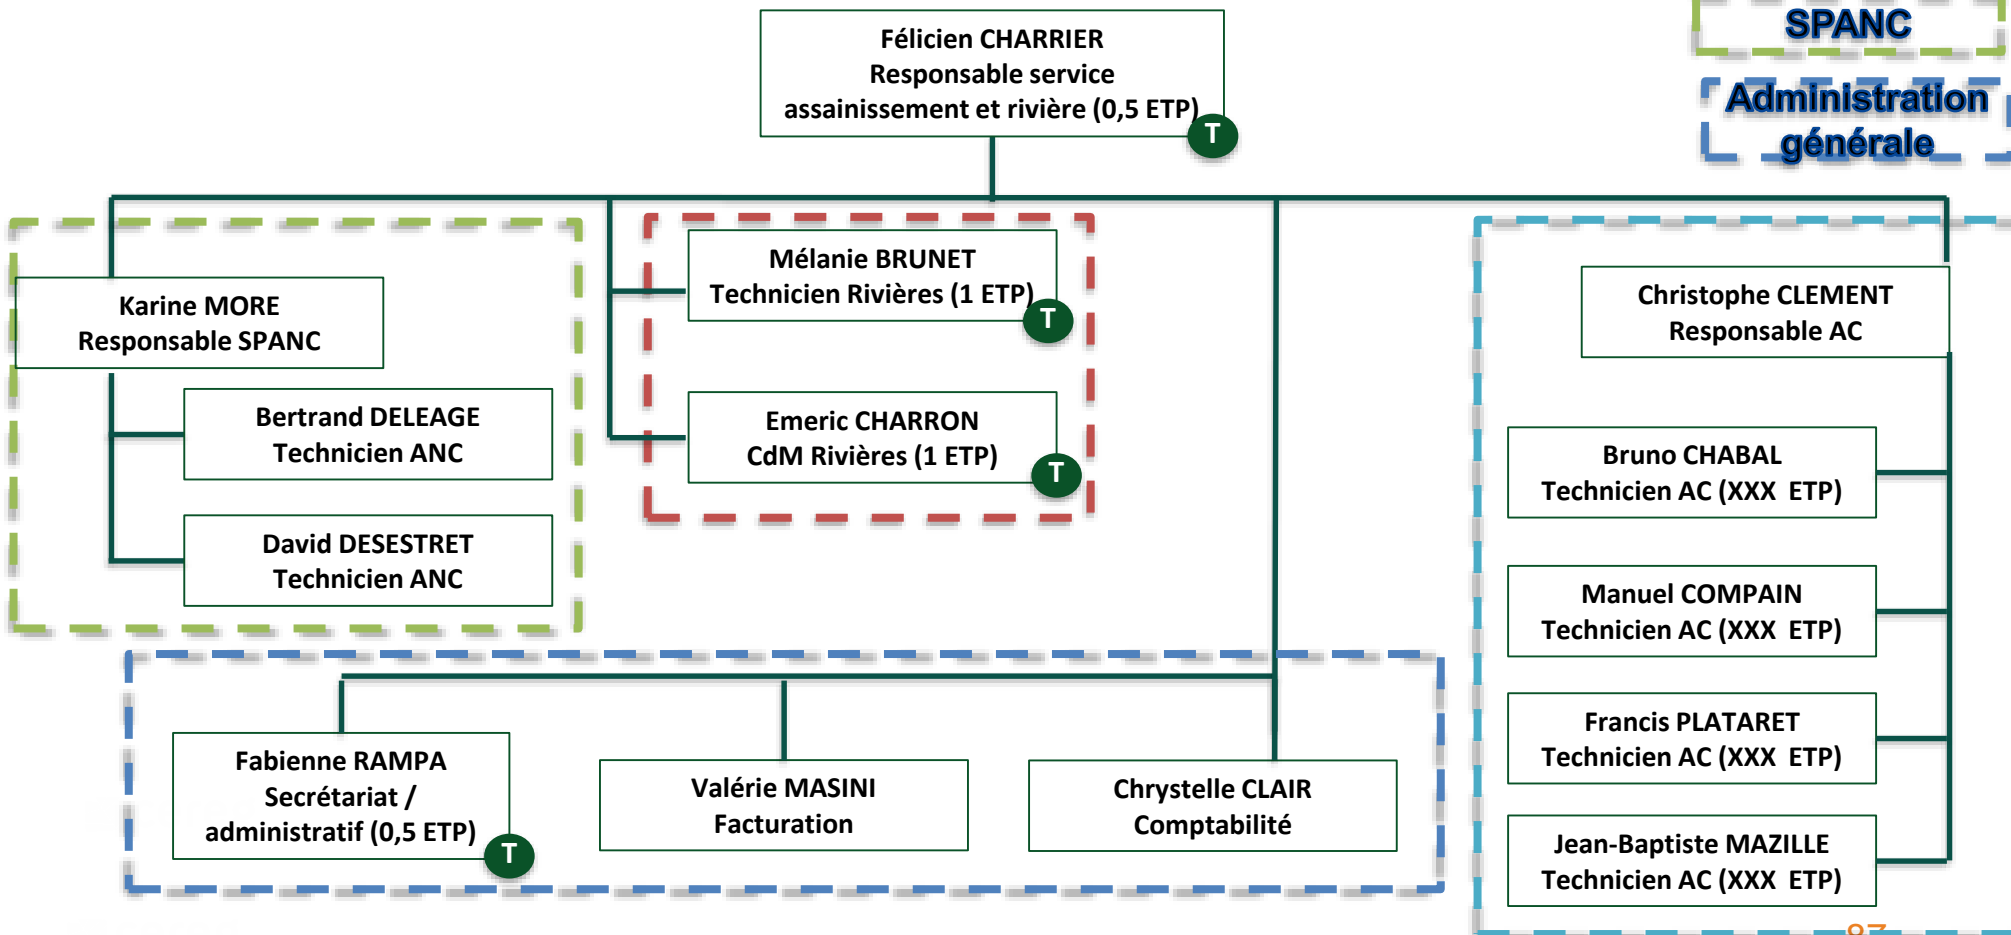 SPANC
Administration
générale
Félicien CHARRIER
Responsable service
assainissement et rivière (0,5 ETP)
T
Karine MORE
Responsable SPANC
Bertrand DELEAGE
Technicien ANC
David DESESTRET
Technicien ANC
Mélanie BRUNET
Technicien Rivières (1 ETP)
T
Emeric CHARRON
CdM Rivières (1 ETP)
T
Christophe CLEMENT
Responsable AC
Bruno CHABAL
Technicien AC (XXX ETP)
Manuel COMPAIN
Technicien AC (XXX ETP)
Francis PLATARET
Technicien AC (XXX ETP)
Jean-Baptiste MAZILLE
Technicien AC (XXX ETP)
Fabienne RAMPA
Secrétariat /
administratif (0,5 ETP)
T
Valérie MASINI
Facturation
Chrystelle CLAIR
Comptabilité